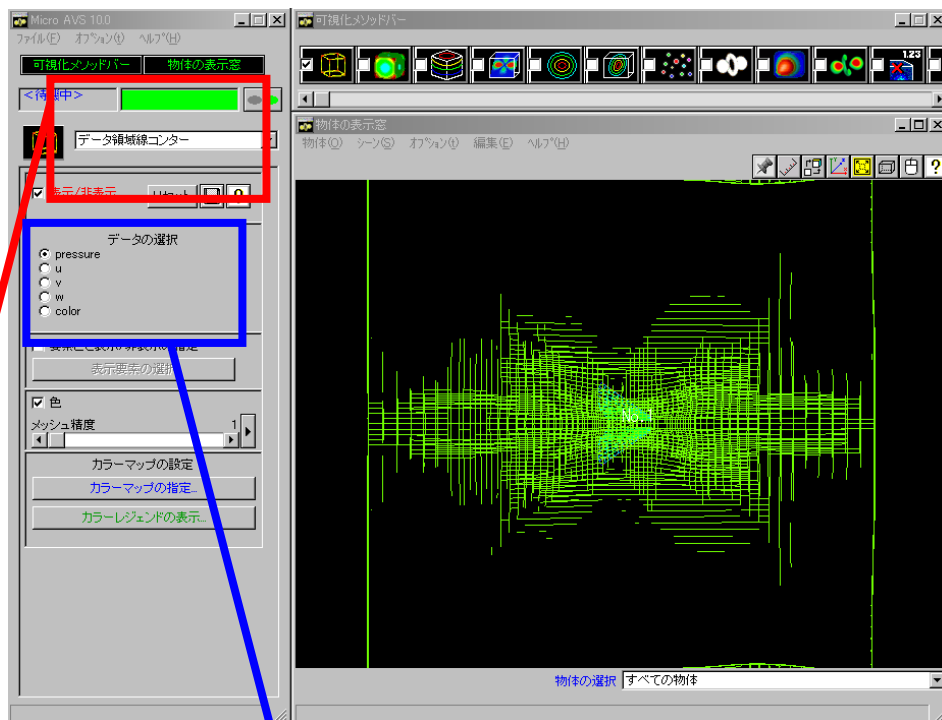 Micro AVS 10.0
ファイル(F) オプション(t) ヘルプ(H)
可視化メソッドバー 物体の表示窓
<待機中>
データ領域線コンター
表示/非表示 リセット ?
データの選択
pressure
u
v
w
color
表示要素の選択
色
メッシュ精度 1
カラーマップの設定
カラーマップの指定...
カラーレジェンドの表示...
可視化メソッドバー
1.23
物体の表示窓
物体(O) シーン(S) オプション(t) 編集(E) ヘルプ(H)
?
物体の選択 すべての物体